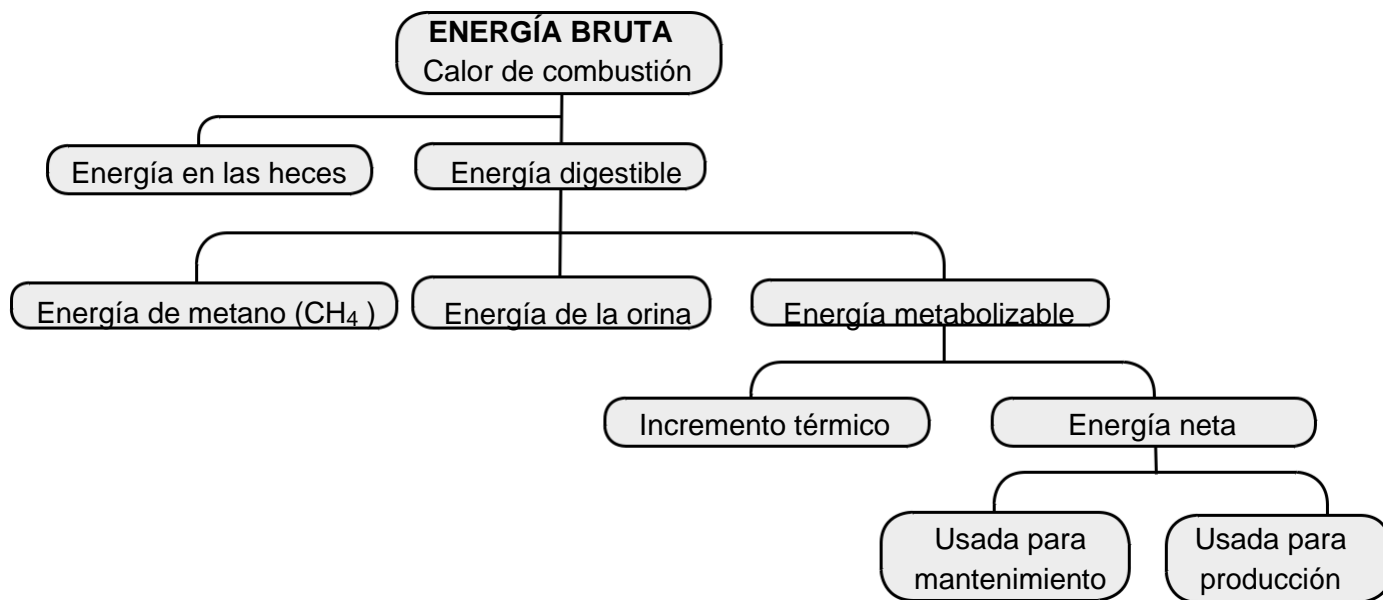 ENERGÍA BRUTA
Calor de combustión
Energía en las heces
Energía digestible
Energía de metano (CH4 )
Energía de la orina
Energía metabolizable
Incremento térmico
Energía neta
Usada para
mantenimiento
Usada para
producción